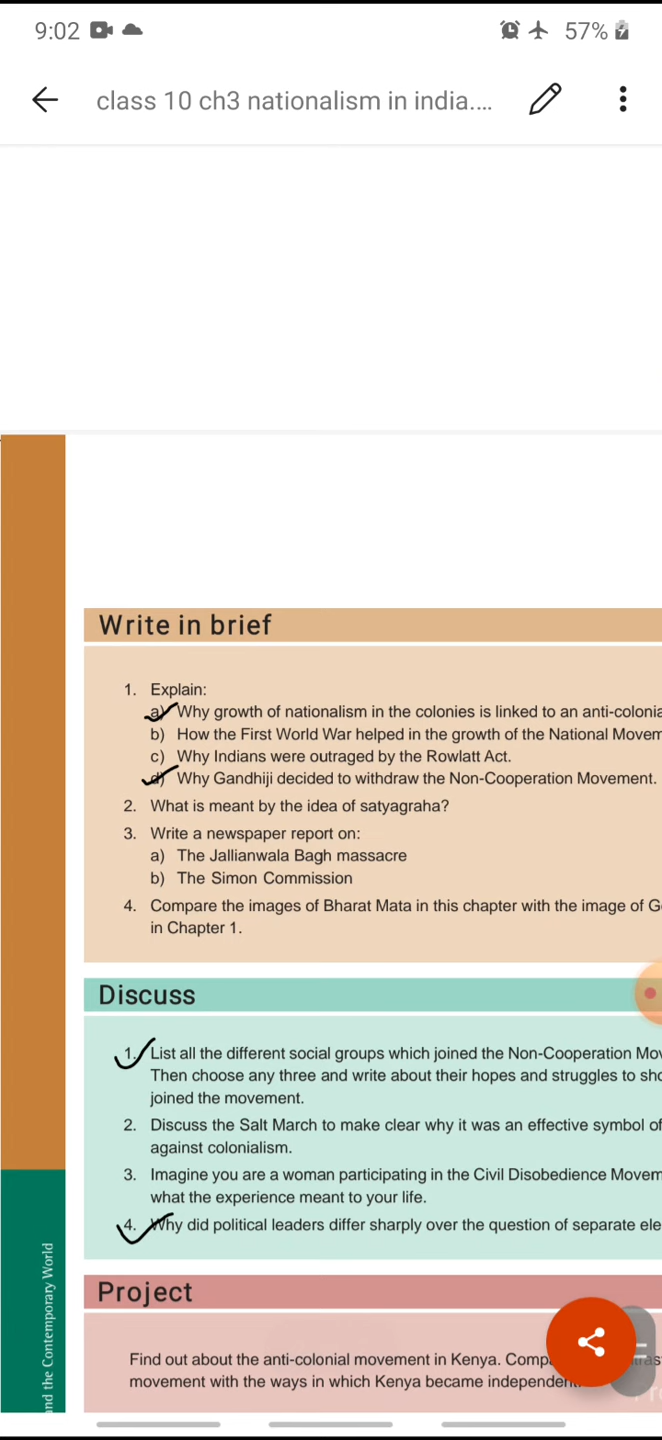 9:02 57%
class 10 ch3 nationalism in india....
Write in brief
1. Explain:
a) Why growth of nationalism in the colonies is linked to an anti-colonia
b) How the First World War helped in the growth of the National Movem
c) Why Indians were outraged by the Rowlatt Act.
d) Why Gandhiji decided to withdraw the Non-Cooperation Movement.
2. What is meant by the idea of satyagraha?
3. Write a newspaper report on:
a) The Jallianwala Bagh massacre
b) The Simon Commission
4. Compare the images of Bharat Mata in this chapter with the image of G
in Chapter 1.
Discuss
1. List all the different social groups which joined the Non-Cooperation Mov
Then choose any three and write about their hopes and struggles to sho
joined the movement.
2. Discuss the Salt March to make clear why it was an effective symbol of
against colonialism.
3. Imagine you are a woman participating in the Civil Disobedience Movem
what the experience meant to your life.
4. Why did political leaders differ sharply over the question of separate ele
Project
Find out about the anti-colonial movement in Kenya. Comp
movement with the ways in which Kenya became independent.
nd the Contemporary World